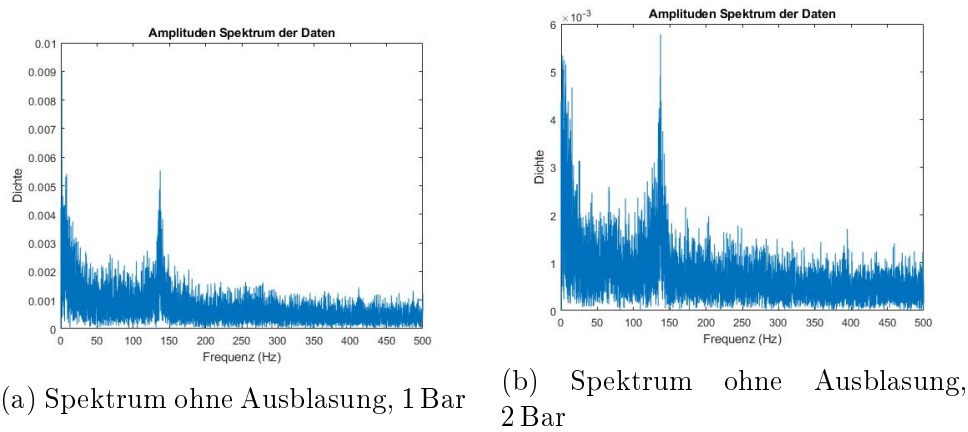 Amplituden Spektrum der Daten
0.01
0.009
0.008
0.007
0.006
0.005
0.004
0.003
0.002
0.001
0
Dichte
0 50 100 150 200 250 300 350 400 450 500
Frequenz (Hz)
(a) Spektrum ohne Ausblasung, 1 Bar
Amplituden Spektrum der Daten
×10-3
6
5
4
3
2
1
0
Dichte
0 50 100 150 200 250 300 350 400 450 500
Frequenz (Hz)
(b) Spektrum ohne Ausblasung,
2 Bar